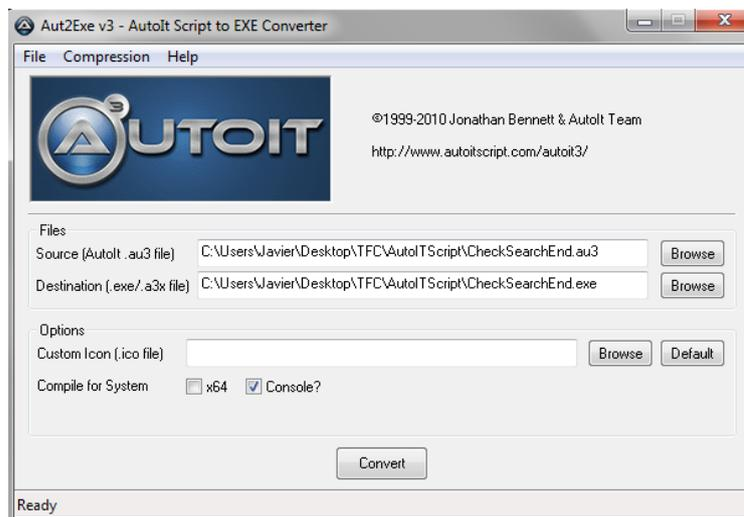 Aut2Exe v3 - AutoIt Script to EXE Converter
File Compression Help
AUTOIT 3
©1999-2010 Jonathan Bennett & AutoIt Team
http://www.autoitscript.com/autoit3/
Files
Source (AutoIt .au3 file) C:\Users\Javier\Desktop\TFC\AutoITScript\CheckSearchEnd.au3 Browse
Destination (.exe/.a3x file) C:\Users\Javier\Desktop\TFC\AutoITScript\CheckSearchEnd.exe Browse
Options
Custom Icon (.ico file) Browse Default
Compile for System x64 Console?
Convert
Ready